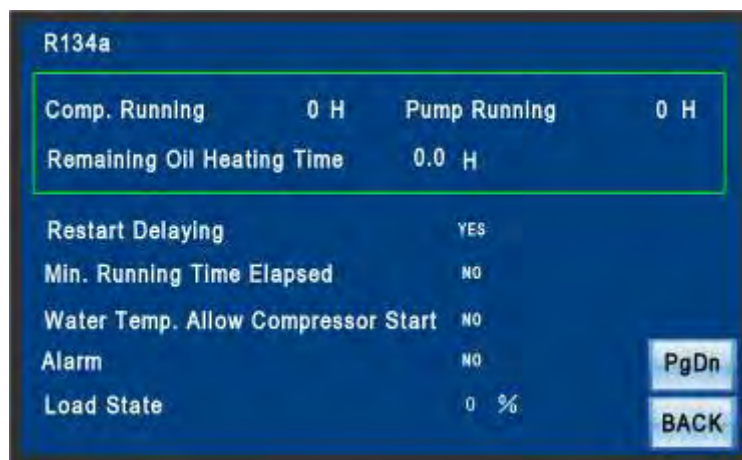 R134a
Comp. Running 0 H Pump Running 0 H
Remaining Oil Heating Time 0.0 H
Restart Delaying YES
Min. Running Time Elapsed NO
Water Temp. Allow Compressor Start NO
Alarm NO
PgDn
Load State 0 %
BACK